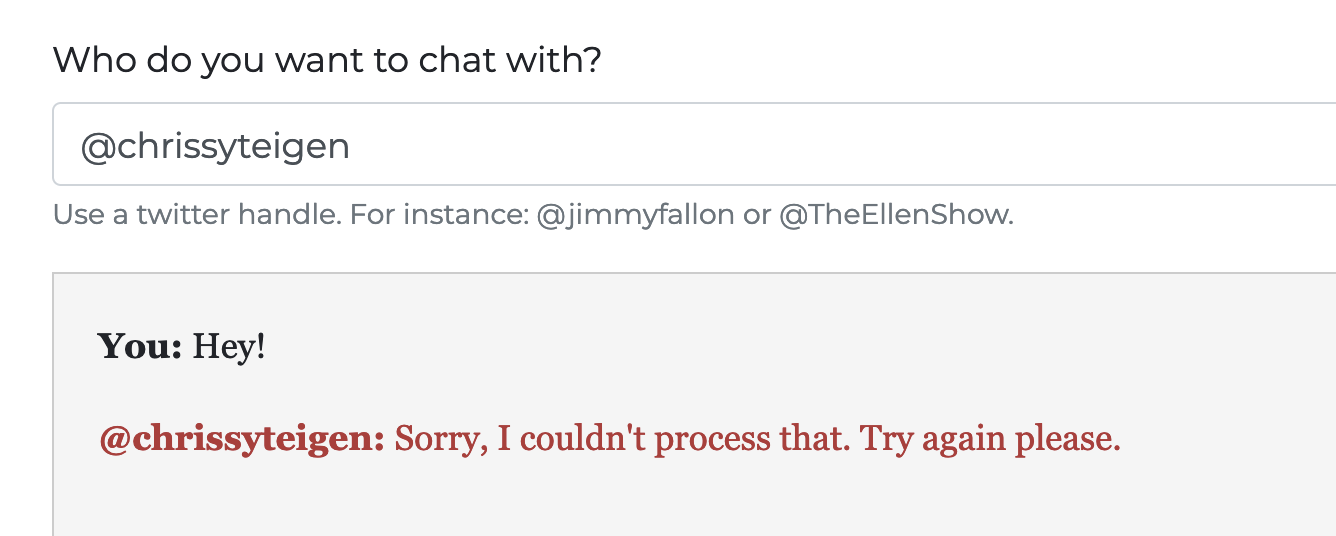 Who do you want to chat with?
@chrissyteigen
Use a twitter handle. For instance: @jimmyfallon or @TheEllenShow.
You: Hey!
@chrissyteigen: Sorry, I couldn't process that. Try again please.